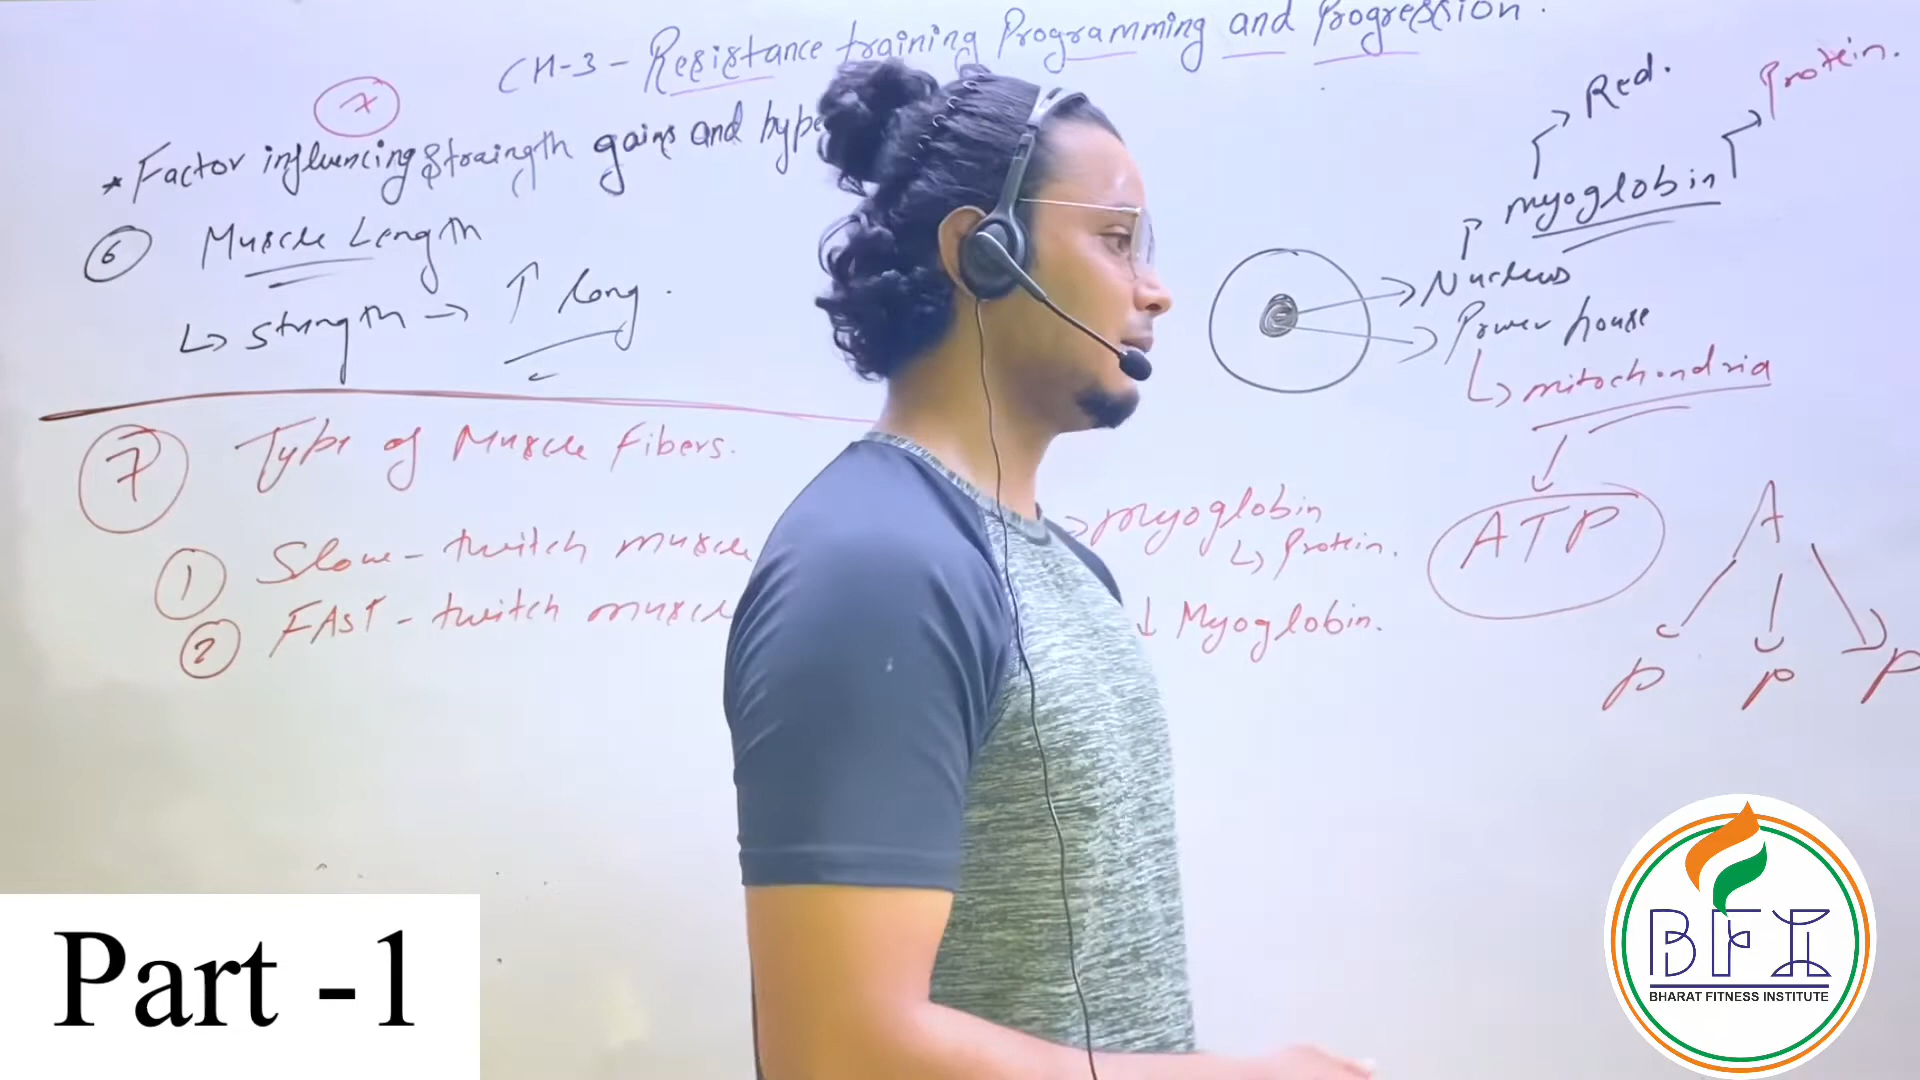 CH-3 - Resistance training Programming and Progression.
7
* Factor influencing straingth gains and hype
6 Muscle Length
↳ strength → ↑ long.
7 Type of Muscle fibers.
1 Slow - twitch muscle
→ myoglobin
↳ Protein.
2 FAST - twitch muscle
↓ Myoglobin.
Red.
Protein.
myoglobin
Nucleus
Power house
↳ mitochondria
ATP
A
P P P
Part -1
BFI
BHARAT FITNESS INSTITUTE